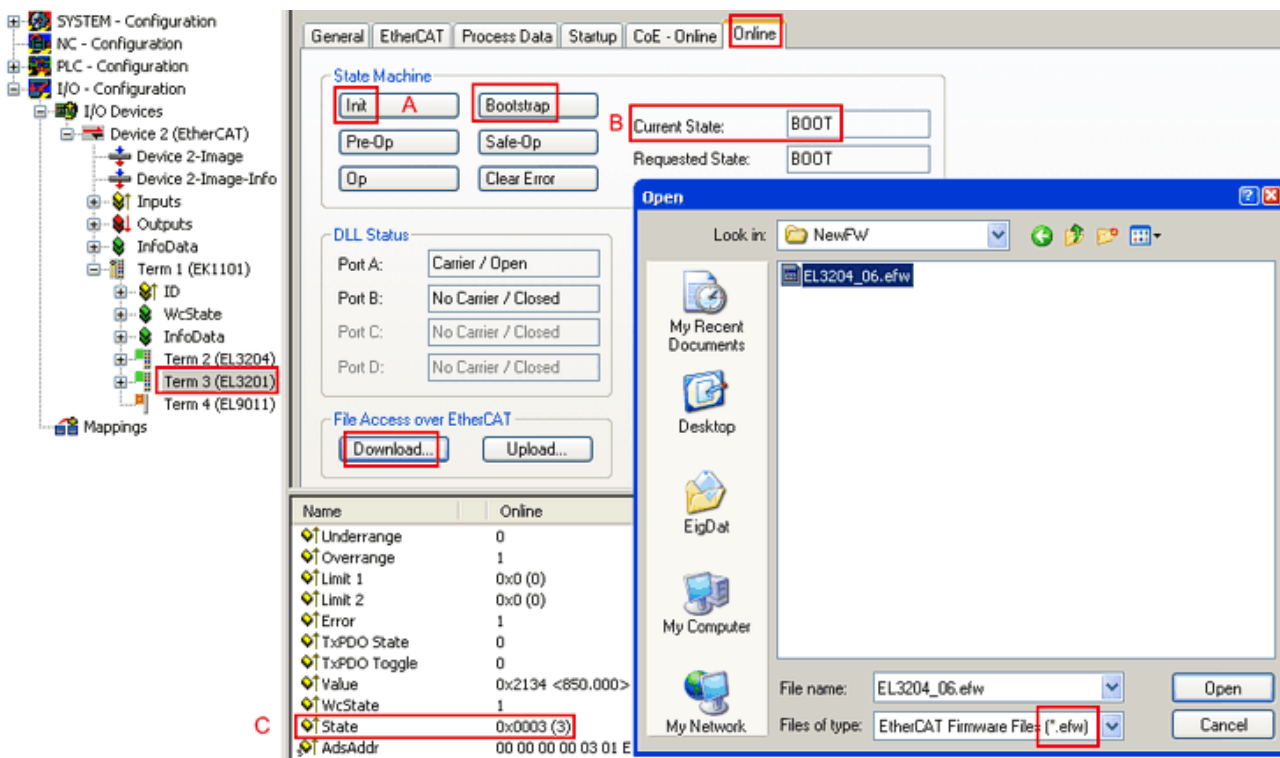 SYSTEM - Configuration
NC - Configuration
PLC - Configuration
I/O - Configuration
I/O Devices
Device 2 (EtherCAT)
Device 2-Image
Device 2-Image-Info
Inputs
Outputs
InfoData
Term 1 (EK1101)
ID
WcState
InfoData
Term 2 (EL3204)
Term 3 (EL3201)
Term 4 (EL9011)
Mappings
General EtherCAT Process Data Startup CoE - Online Online
State Machine
Init A Bootstrap
Pre-Op Safe-Op
Op Clear Error
B Current State: BOOT
Requested State: BOOT
DLL Status
Port A: Carrier / Open
Port B: No Carrier / Closed
Port C: No Carrier / Closed
Port D: No Carrier / Closed
File Access over EtherCAT
Download... Upload...
Name Online
Underrange 0
Overrange 1
Limit 1 0x0 (0)
Limit 2 0x0 (0)
Error 1
TxPDO State 0
TxPDO Toggle 0
Value 0x2134 <850.000>
WcState 1
C State 0x0003 (3)
AdsAddr 00 00 00 00 03 01 E
Open
Look in: NewFW
EL3204_06.efw
My Recent
Documents
Desktop
EigDat
My Computer
My Network
File name: EL3204_06.efw Open
Files of type: EtherCAT Firmware Files (*.efw) Cancel